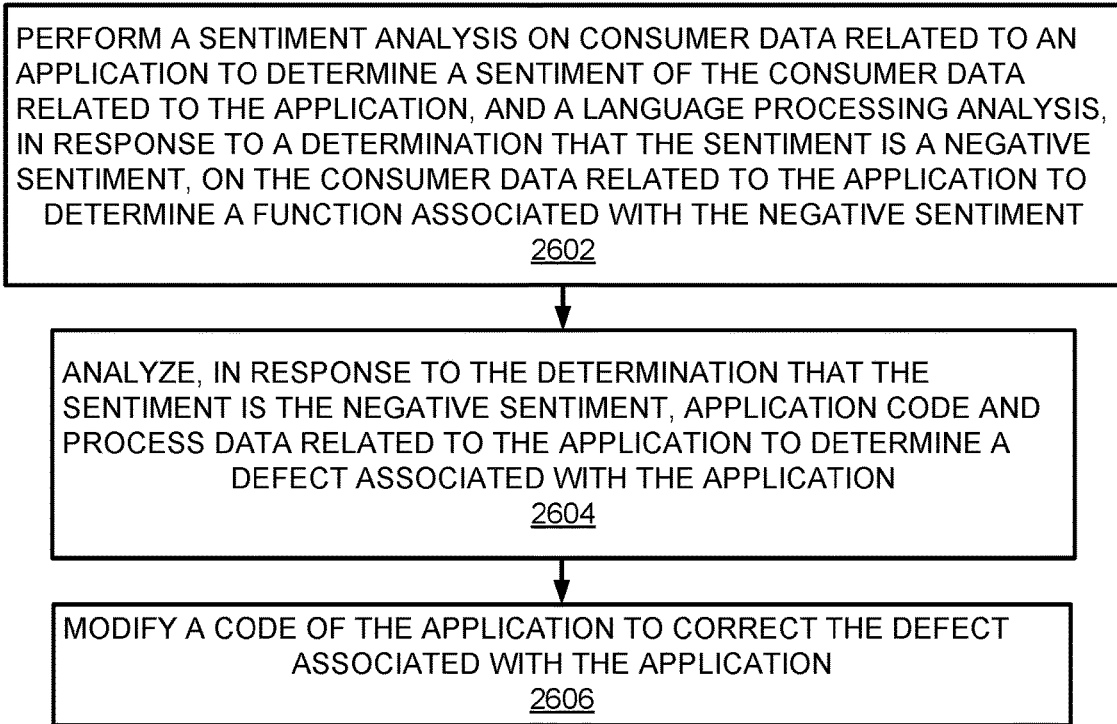 PERFORM A SENTIMENT ANALYSIS ON CONSUMER DATA RELATED TO AN
APPLICATION TO DETERMINE A SENTIMENT OF THE CONSUMER DATA
RELATED TO THE APPLICATION, AND A LANGUAGE PROCESSING ANALYSIS,
IN RESPONSE TO A DETERMINATION THAT THE SENTIMENT IS A NEGATIVE
SENTIMENT, ON THE CONSUMER DATA RELATED TO THE APPLICATION TO
DETERMINE A FUNCTION ASSOCIATED WITH THE NEGATIVE SENTIMENT
2602
ANALYZE, IN RESPONSE TO THE DETERMINATION THAT THE
SENTIMENT IS THE NEGATIVE SENTIMENT, APPLICATION CODE AND
PROCESS DATA RELATED TO THE APPLICATION TO DETERMINE A
DEFECT ASSOCIATED WITH THE APPLICATION
2604
MODIFY A CODE OF THE APPLICATION TO CORRECT THE DEFECT
ASSOCIATED WITH THE APPLICATION
2606